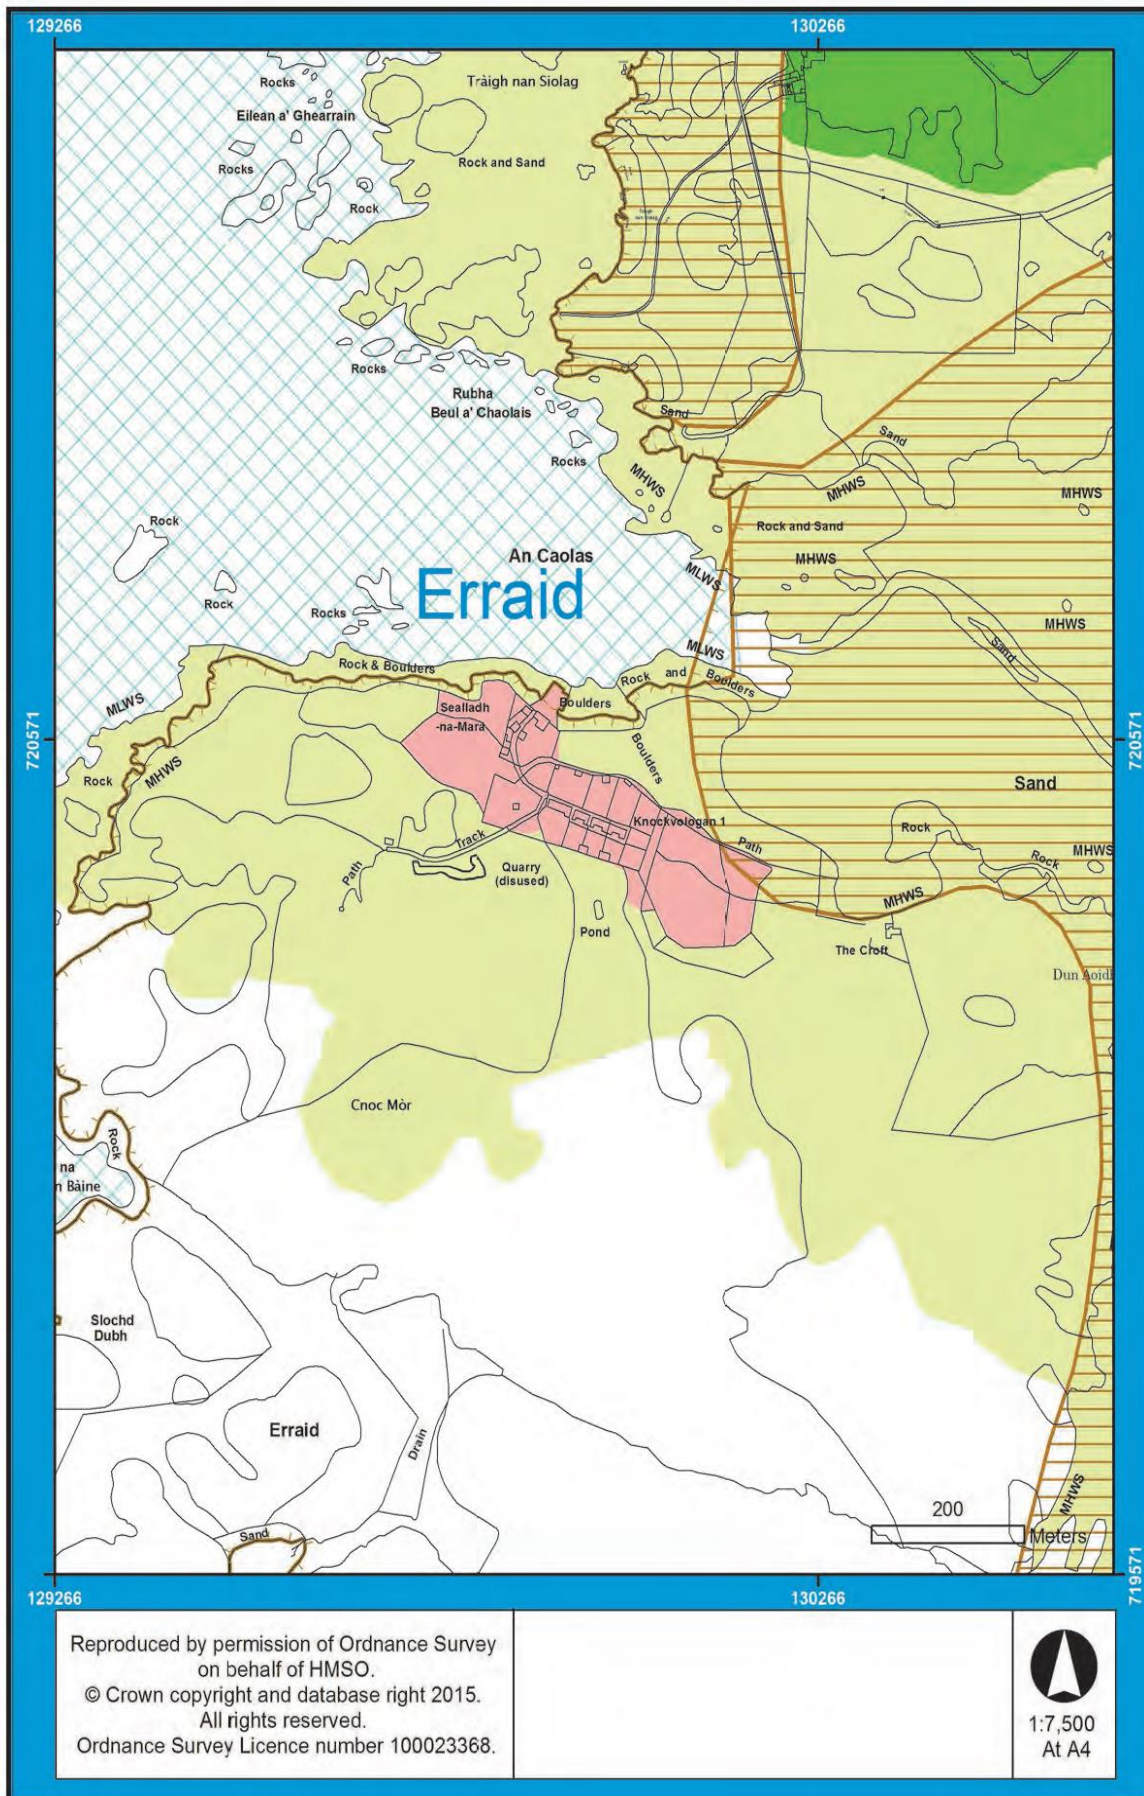 129266
130266
Rocks
Tràigh nan Siolag
Eilean a' Ghearrain
Rocks
Rock and Sand
Rock
Rocks
Rubha
Beul a' Chaolais
Sand
Sand
Rocks
MHWS
MHWS
MHWS
Rock
Rock and Sand
An Caolas
MHWS
Erraid
MLWS
Rock
Rocks
MHWS
Sand
MLWS
Rock & Boulders
Rock and Boulders
MLWS
Sealladh
-na-Mara
Boulders
720571
720571
Boulders
Rock
MHWS
Sand
Knockvologan 1
Rock
Track
Path
Path
Quarry
(disused)
Rock
MHWS
MHWS
Pond
The Croft
Dun Aoidh
Cnoc Mòr
Rock
na
n Bàine
Slochd
Dubh
Erraid
Drain
MHWS
200
Sand
Meters
719571
129266
130266
Reproduced by permission of Ordnance Survey
on behalf of HMSO.
© Crown copyright and database right 2015.
All rights reserved.
Ordnance Survey Licence number 100023368.
1:7,500
At A4